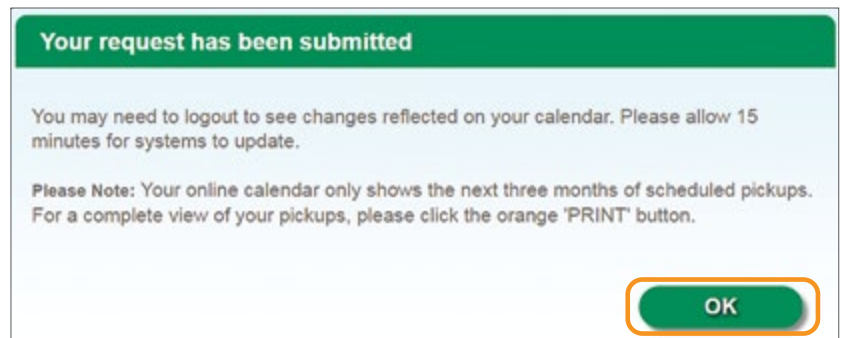 Your request has been submitted
You may need to logout to see changes reflected on your calendar. Please allow 15
minutes for systems to update.
Please Note: Your online calendar only shows the next three months of scheduled pickups.
For a complete view of your pickups, please click the orange 'PRINT' button.
OK